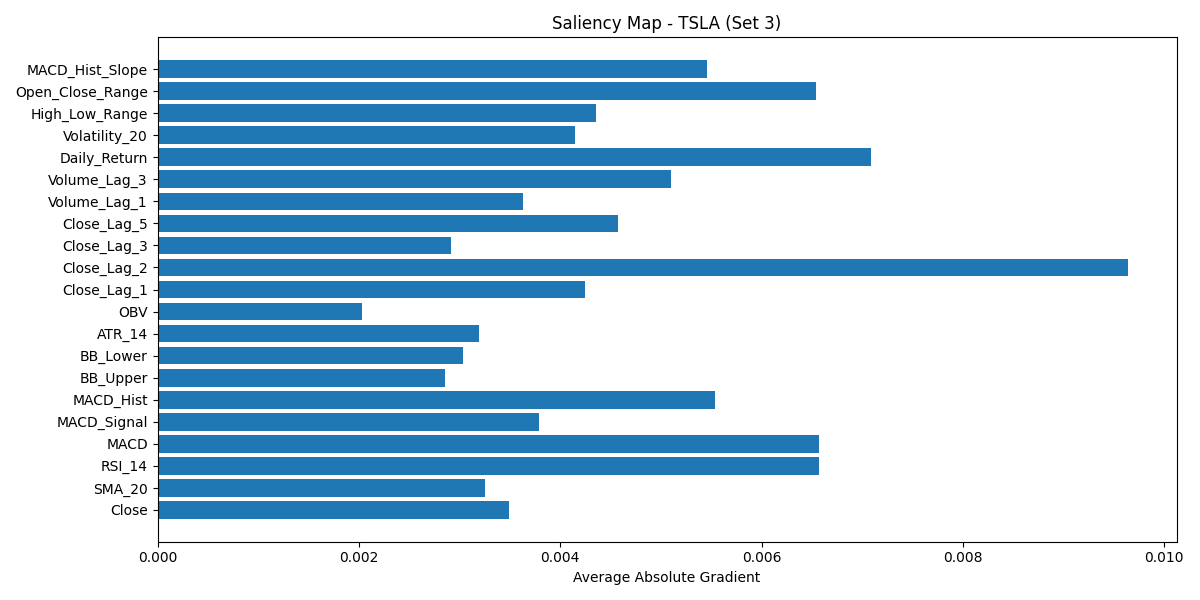 Saliency Map - TSLA (Set 3)
MACD_Hist_Slope
Open_Close_Range
High_Low_Range
Volatility_20
Daily_Return
Volume_Lag_3
Volume_Lag_1
Close_Lag_5
Close_Lag_3
Close_Lag_2
Close_Lag_1
OBV
ATR_14
BB_Lower
BB_Upper
MACD_Hist
MACD_Signal
MACD
RSI_14
SMA_20
Close
0.000 0.002 0.004 0.006 0.008 0.010
Average Absolute Gradient